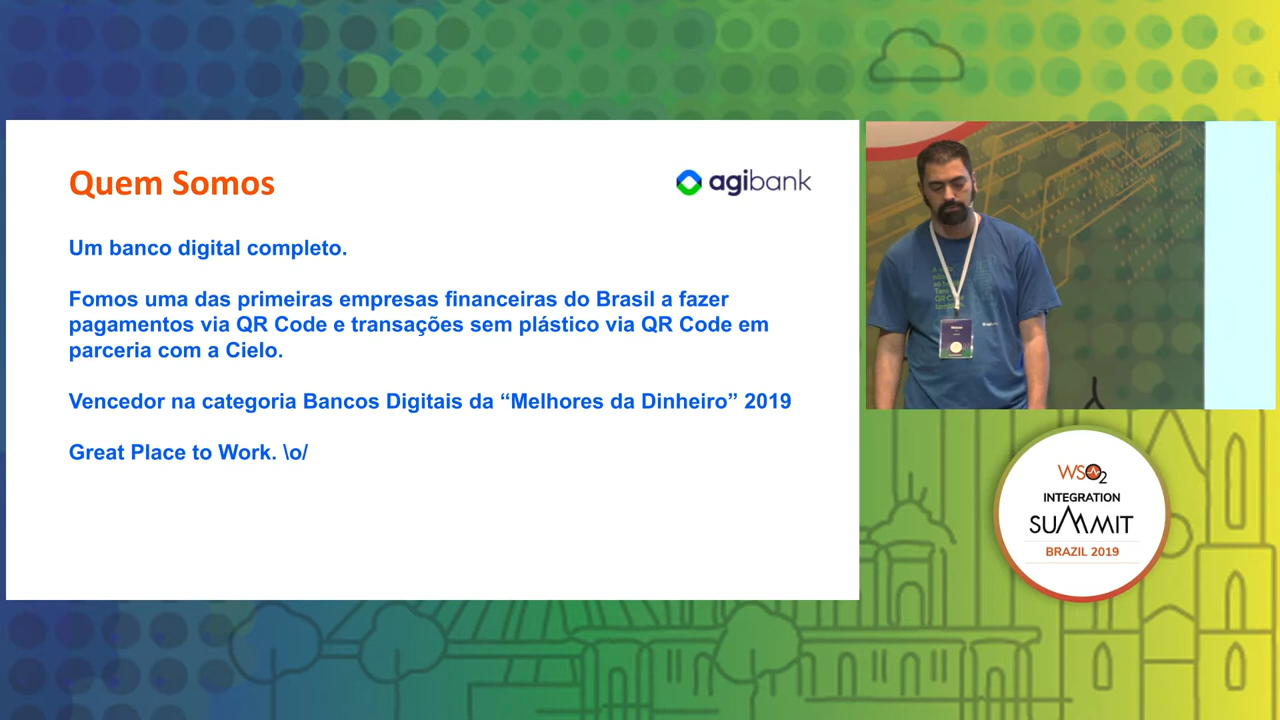 Quem Somos
agibank
Um banco digital completo.
Fomos uma das primeiras empresas financeiras do Brasil a fazer
pagamentos via QR Code e transações sem plástico via QR Code em
parceria com a Cielo.
Vencedor na categoria Bancos Digitais da “Melhores da Dinheiro” 2019
Great Place to Work. \o/
QR Code
WSO2
INTEGRATION
SUMMIT
BRAZIL 2019